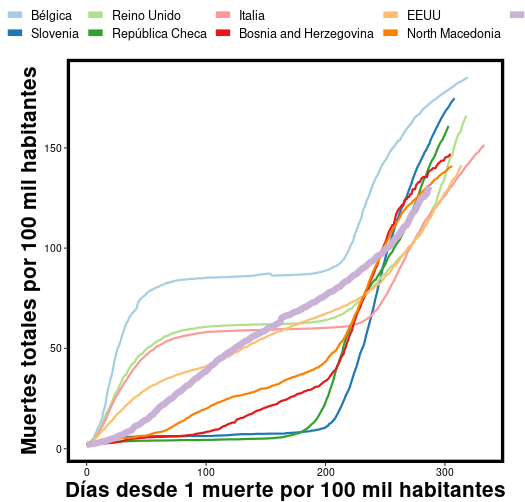 Bélgica Reino Unido Italia EEUU
Slovenia República Checa Bosnia and Herzegovina North Macedonia
Muertes totales por 100 mil habitantes
150
100
50
0
0 100 200 300
Días desde 1 muerte por 100 mil habitantes